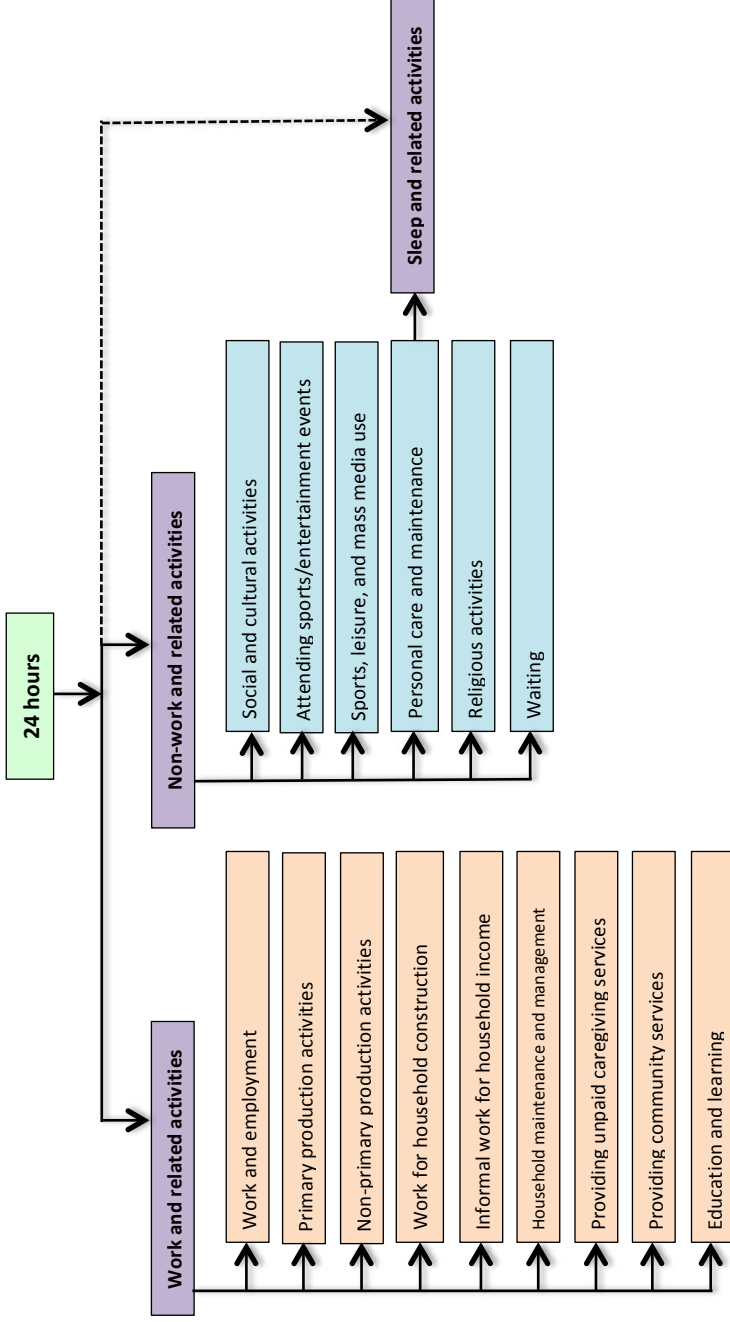 24 hours
Work and related activities
Work and employment
Primary production activities
Non-primary production activities
Work for household construction
Informal work for household income
Household maintenance and management
Providing unpaid caregiving services
Providing community services
Education and learning
Non-work and related activities
Social and cultural activities
Attending sports/entertainment events
Sports, leisure, and mass media use
Personal care and maintenance
Religious activities
Waiting
Sleep and related activities